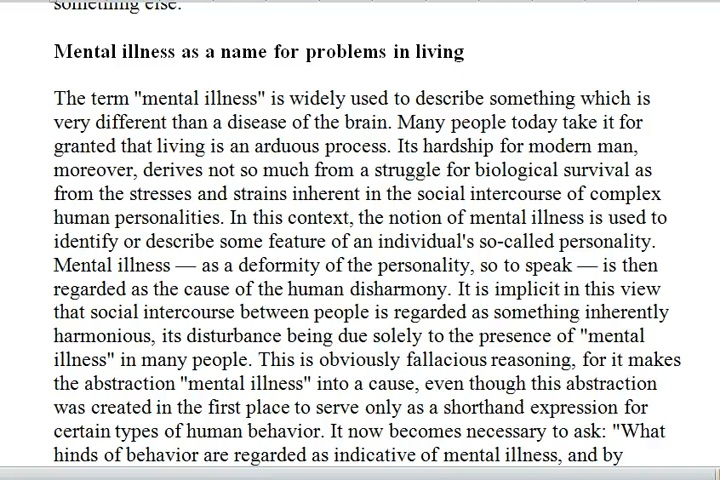 something else.
Mental illness as a name for problems in living
The term "mental illness" is widely used to describe something which is
very different than a disease of the brain. Many people today take it for
granted that living is an arduous process. Its hardship for modern man,
moreover, derives not so much from a struggle for biological survival as
from the stresses and strains inherent in the social intercourse of complex
human personalities. In this context, the notion of mental illness is used to
identify or describe some feature of an individual's so-called personality.
Mental illness — as a deformity of the personality, so to speak — is then
regarded as the cause of the human disharmony. It is implicit in this view
that social intercourse between people is regarded as something inherently
harmonious, its disturbance being due solely to the presence of "mental
illness" in many people. This is obviously fallacious reasoning, for it makes
the abstraction "mental illness" into a cause, even though this abstraction
was created in the first place to serve only as a shorthand expression for
certain types of human behavior. It now becomes necessary to ask: "What
hinds of behavior are regarded as indicative of mental illness, and by